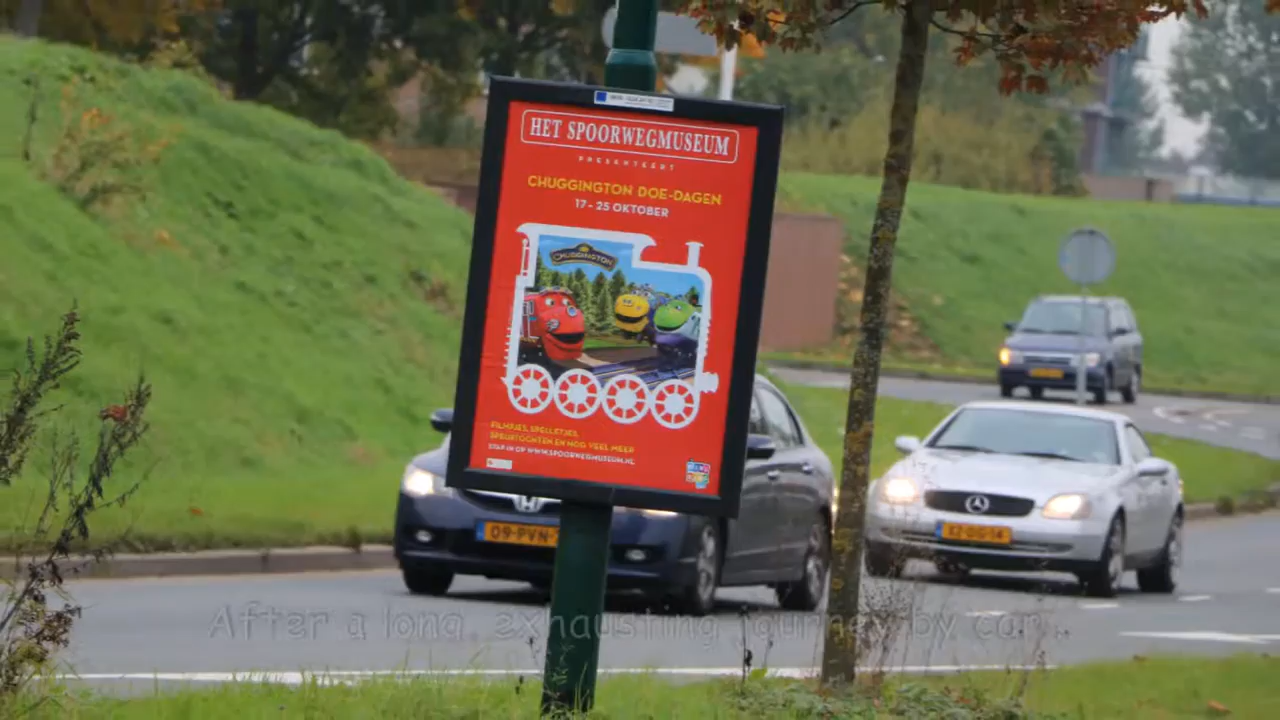 HET SPOORWEGMUSEUM
PRESENTEERT
CHUGGINGTON DOE-DAGEN
17 - 25 OKTOBER
CHUGGINGTON
FILMPJES, SPELLETJES,
SPEURTOCHTEN EN NOG VEEL MEER
STAP IN OP WWW.SPOORWEGMUSEUM.NL
09-PVN-
After a long, exhausting journey by car...